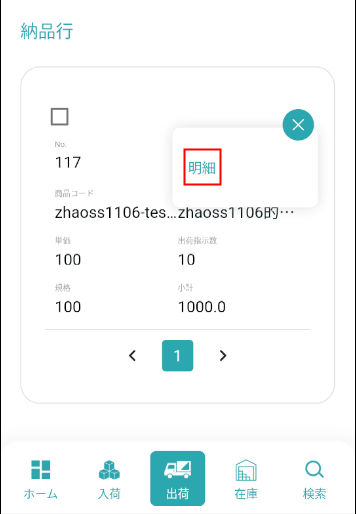 納品行
No.
117
明細
商品コード
zhaoss1106-tes… zhaoss1106的…
単価 出荷指示数
100 10
規格 小計
100 1000.0
1
ホーム 入荷 出荷 在庫 検索